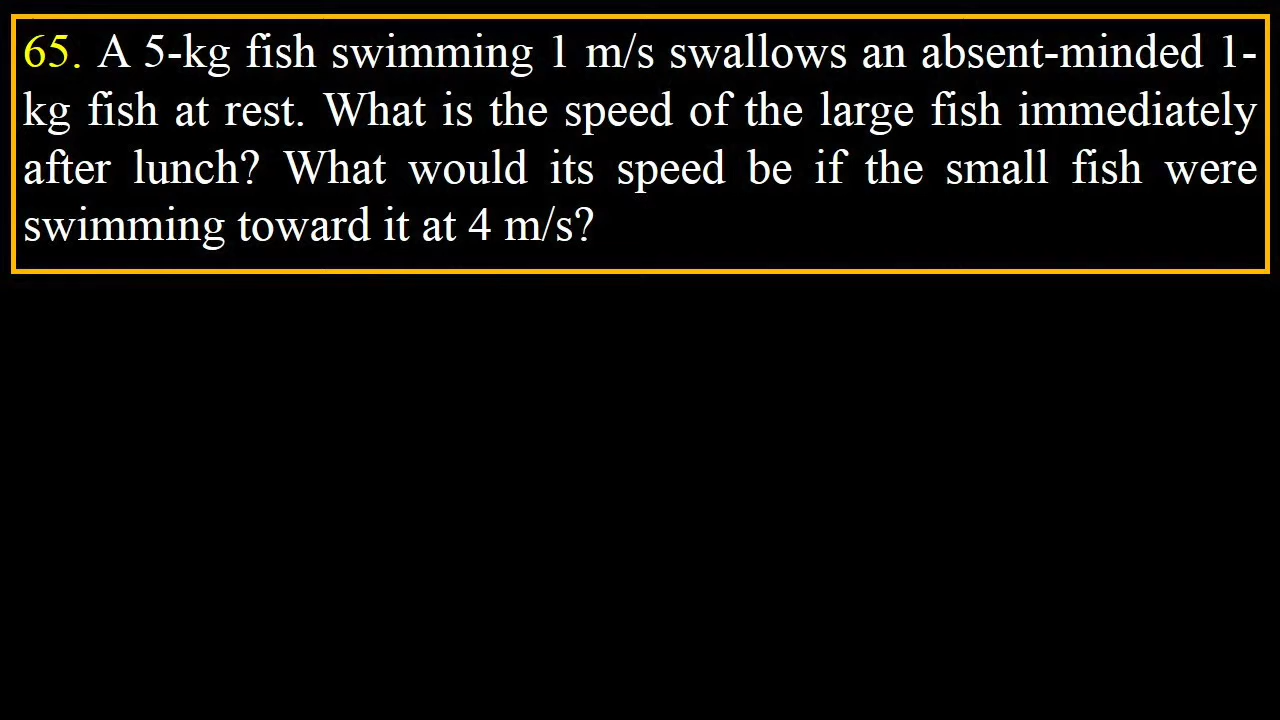 65. A 5-kg fish swimming 1 m/s swallows an absent-minded 1-
kg fish at rest. What is the speed of the large fish immediately
after lunch? What would its speed be if the small fish were
swimming toward it at 4 m/s?